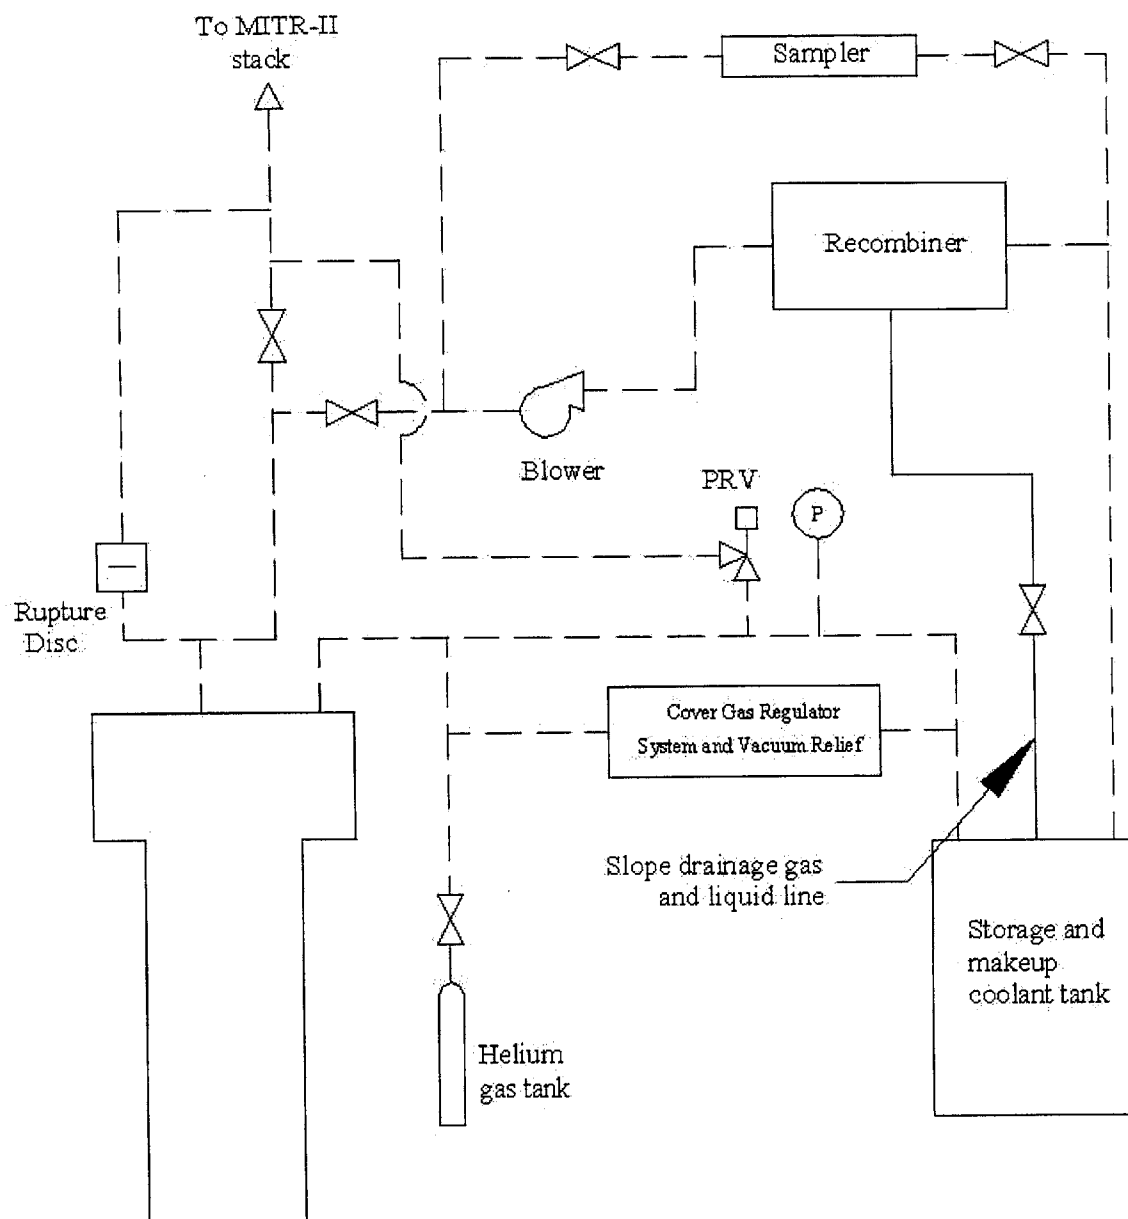 To MITR-II
stack
Sampler
Recombiner
Blower
PRV
P
Rupture
Disc
Cover Gas Regulator
System and Vacuum Relief
Slope drainage gas
and liquid line
Storage and
makeup
coolant tank
Helium
gas tank